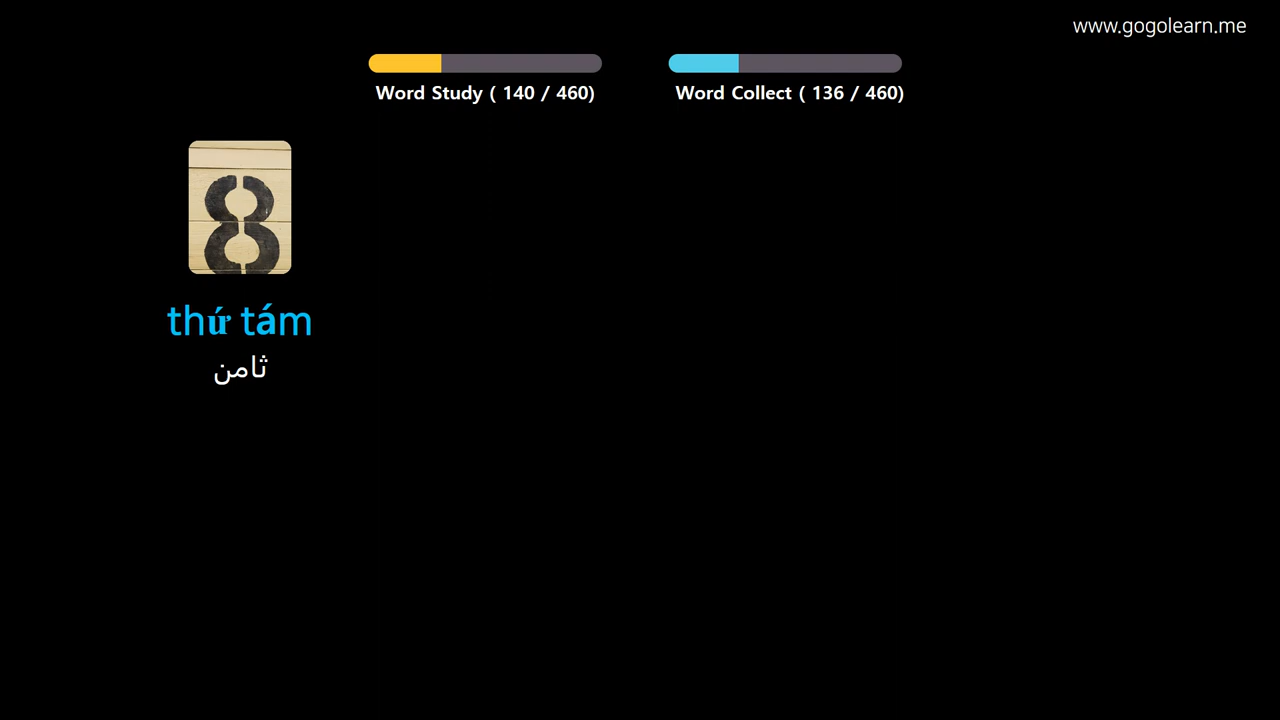 www.gogolearn.me
Word Study ( 140 / 460)
Word Collect ( 136 / 460)
8
thứ tám
ثامن